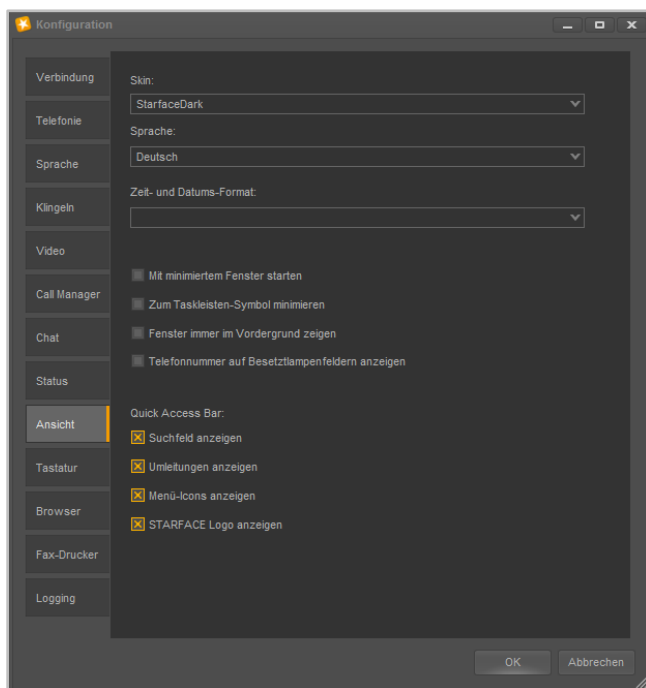 Konfiguration
Verbindung
Telefonie
Sprache
Klingeln
Video
Call Manager
Chat
Status
Ansicht
Tastatur
Browser
Fax-Drucker
Logging
Skin:
StarfaceDark
Sprache:
Deutsch
Zeit- und Datums-Format:
Mit minimiertem Fenster starten
Zum Taskleisten-Symbol minimieren
Fenster immer im Vordergrund zeigen
Telefonnummer auf Besetztlampenfeldern anzeigen
Quick Access Bar:
Suchfeld anzeigen
Umleitungen anzeigen
Menü-Icons anzeigen
STARFACE Logo anzeigen
OK
Abbrechen